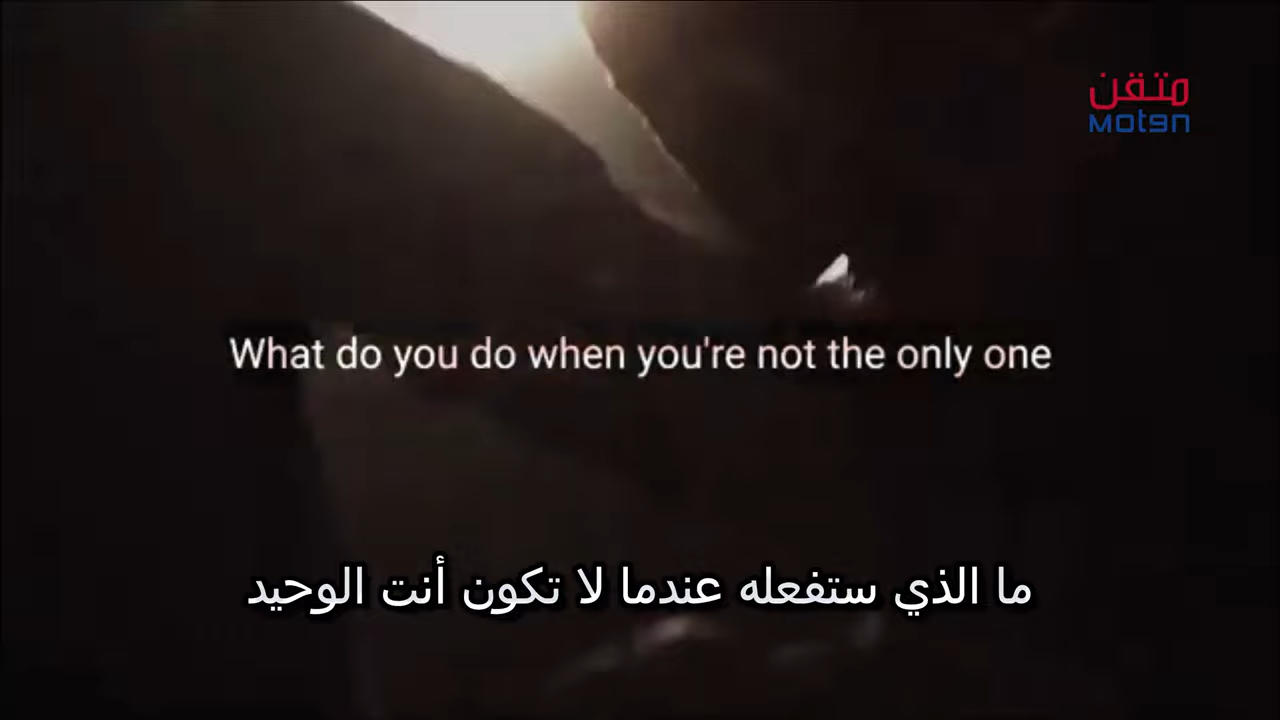 متقن
Motqn
What do you do when you're not the only one
ما الذي ستفعله عندما لا تكون أنت الوحيد